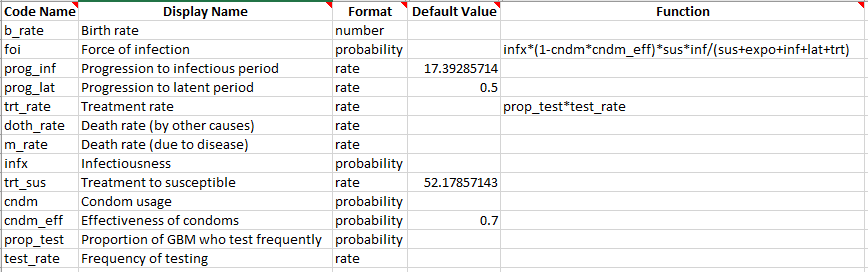 Code Name Display Name Format Default Value Function
b_rate Birth rate number
foi Force of infection probability infx*(1-cndm*cndm_eff)*sus*inf/(sus+expo+inf+lat+trt)
prog_inf Progression to infectious period rate 17.39285714
prog_lat Progression to latent period rate 0.5
trt_rate Treatment rate rate prop_test*test_rate
doth_rate Death rate (by other causes) rate
m_rate Death rate (due to disease) rate
infx Infectiousness probability
trt_sus Treatment to susceptible rate 52.17857143
cndm Condom usage probability
cndm_eff Effectiveness of condoms probability 0.7
prop_test Proportion of GBM who test frequently probability
test_rate Frequency of testing rate